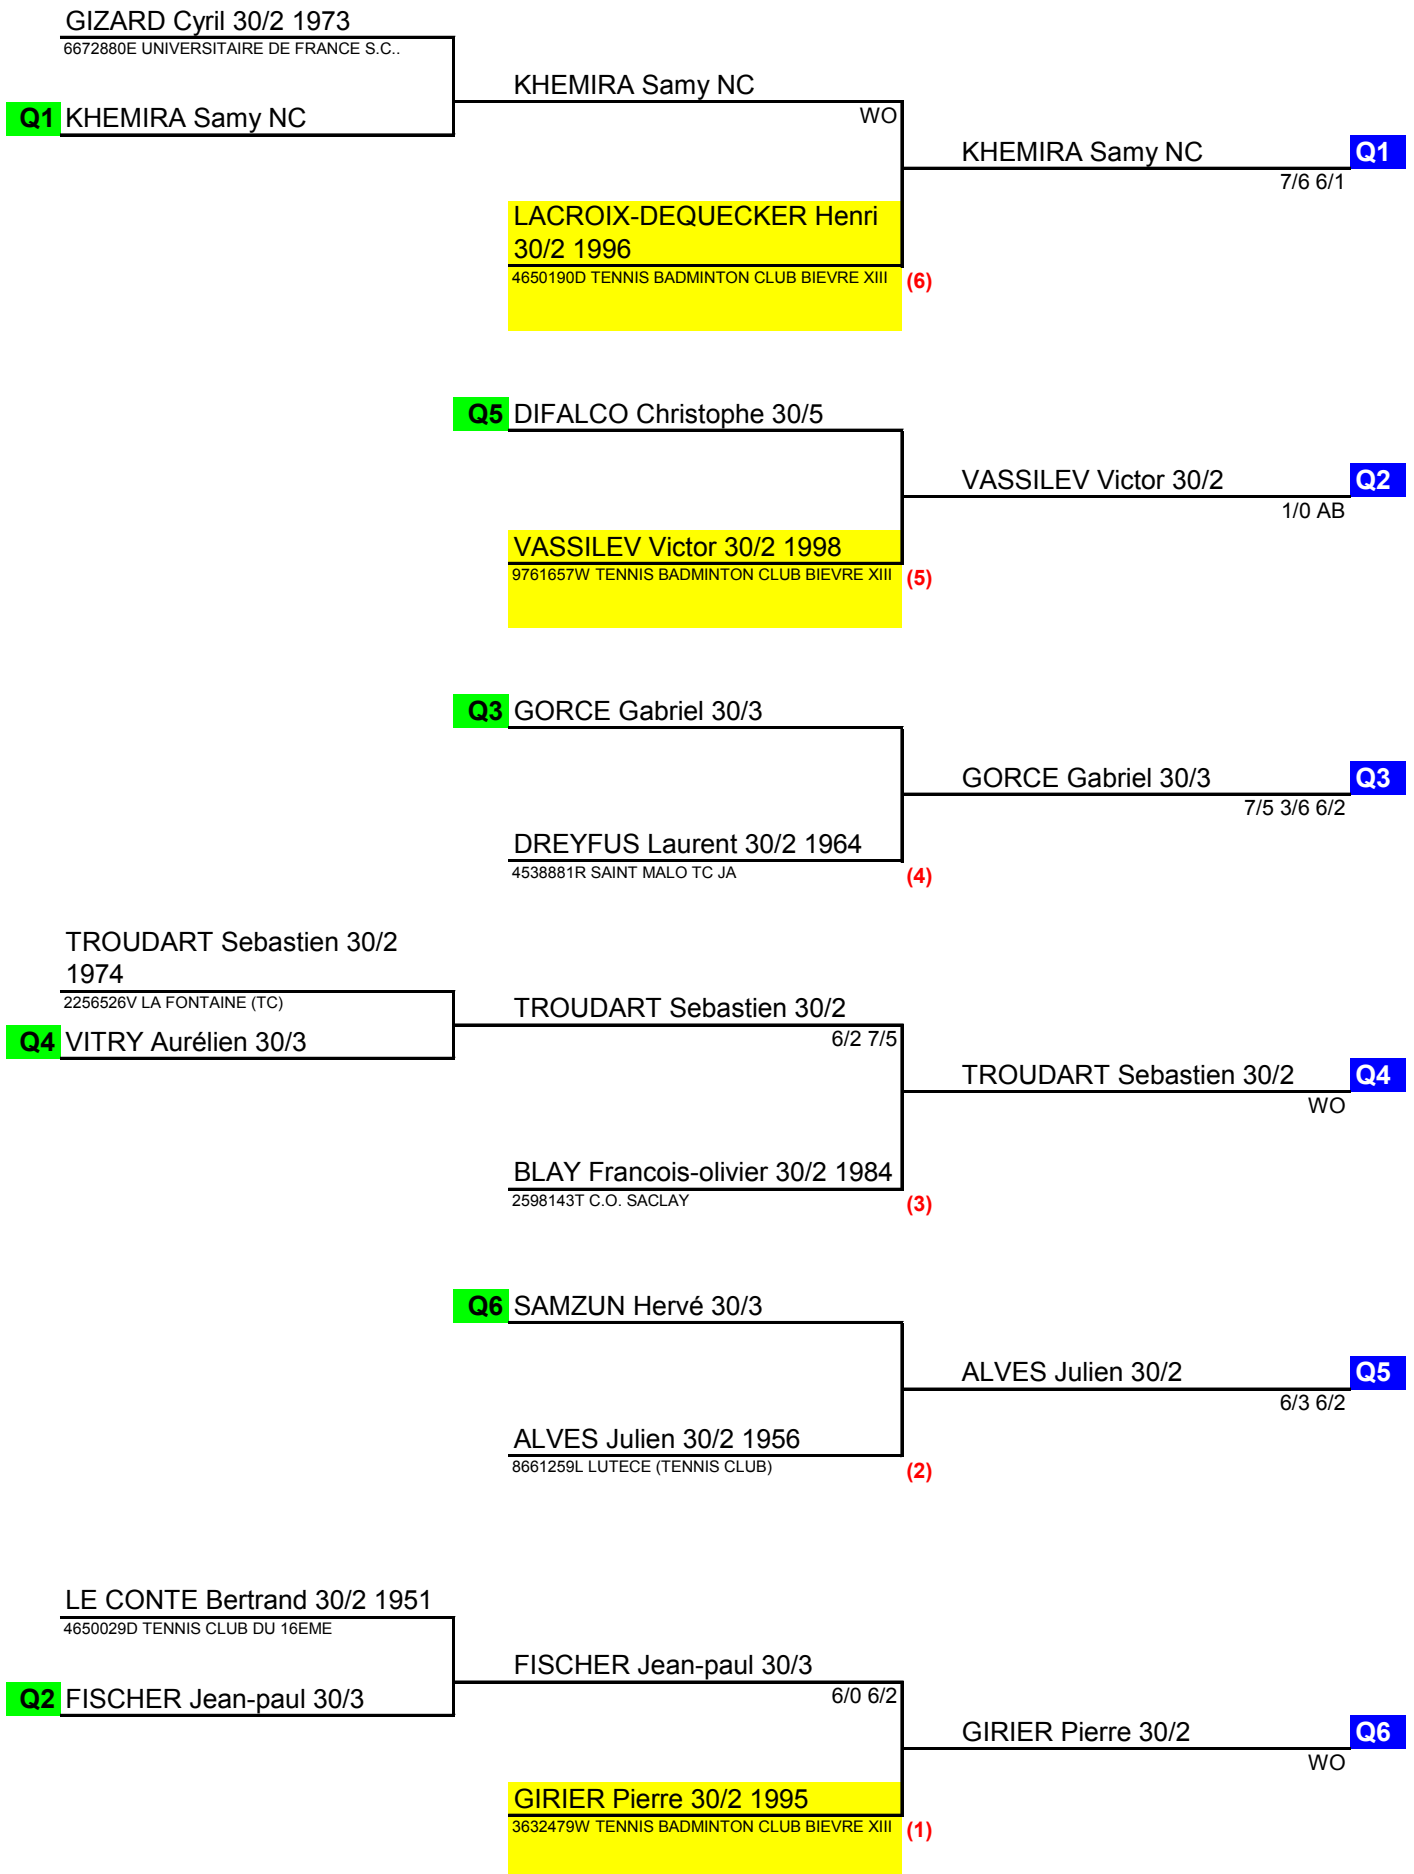 GIZARD Cyril 30/2 1973
6672880E UNIVERSITAIRE DE FRANCE S.C..
KHEMIRA Samy NC
Q1 KHEMIRA Samy NC
WO
KHEMIRA Samy NC Q1
7/6 6/1
LACROIX-DEQUECKER Henri
30/2 1996
4650190D TENNIS BADMINTON CLUB BIEVRE XIII (6)
Q5 DIFALCO Christophe 30/5
VASSILEV Victor 30/2 Q2
1/0 AB
VASSILEV Victor 30/2 1998
9761657W TENNIS BADMINTON CLUB BIEVRE XIII (5)
Q3 GORCE Gabriel 30/3
GORCE Gabriel 30/3 Q3
7/5 3/6 6/2
DREYFUS Laurent 30/2 1964
4538881R SAINT MALO TC JA (4)
TROUDART Sebastien 30/2
1974
2256526V LA FONTAINE (TC)
TROUDART Sebastien 30/2
Q4 VITRY Aurélien 30/3
6/2 7/5
TROUDART Sebastien 30/2 Q4
WO
BLAY Francois-olivier 30/2 1984
2598143T C.O. SACLAY (3)
Q6 SAMZUN Hervé 30/3
ALVES Julien 30/2 Q5
6/3 6/2
ALVES Julien 30/2 1956
8661259L LUTECE (TENNIS CLUB) (2)
LE CONTE Bertrand 30/2 1951
4650029D TENNIS CLUB DU 16EME
FISCHER Jean-paul 30/3
Q2 FISCHER Jean-paul 30/3
6/0 6/2
GIRIER Pierre 30/2 Q6
WO
GIRIER Pierre 30/2 1995
3632479W TENNIS BADMINTON CLUB BIEVRE XIII (1)